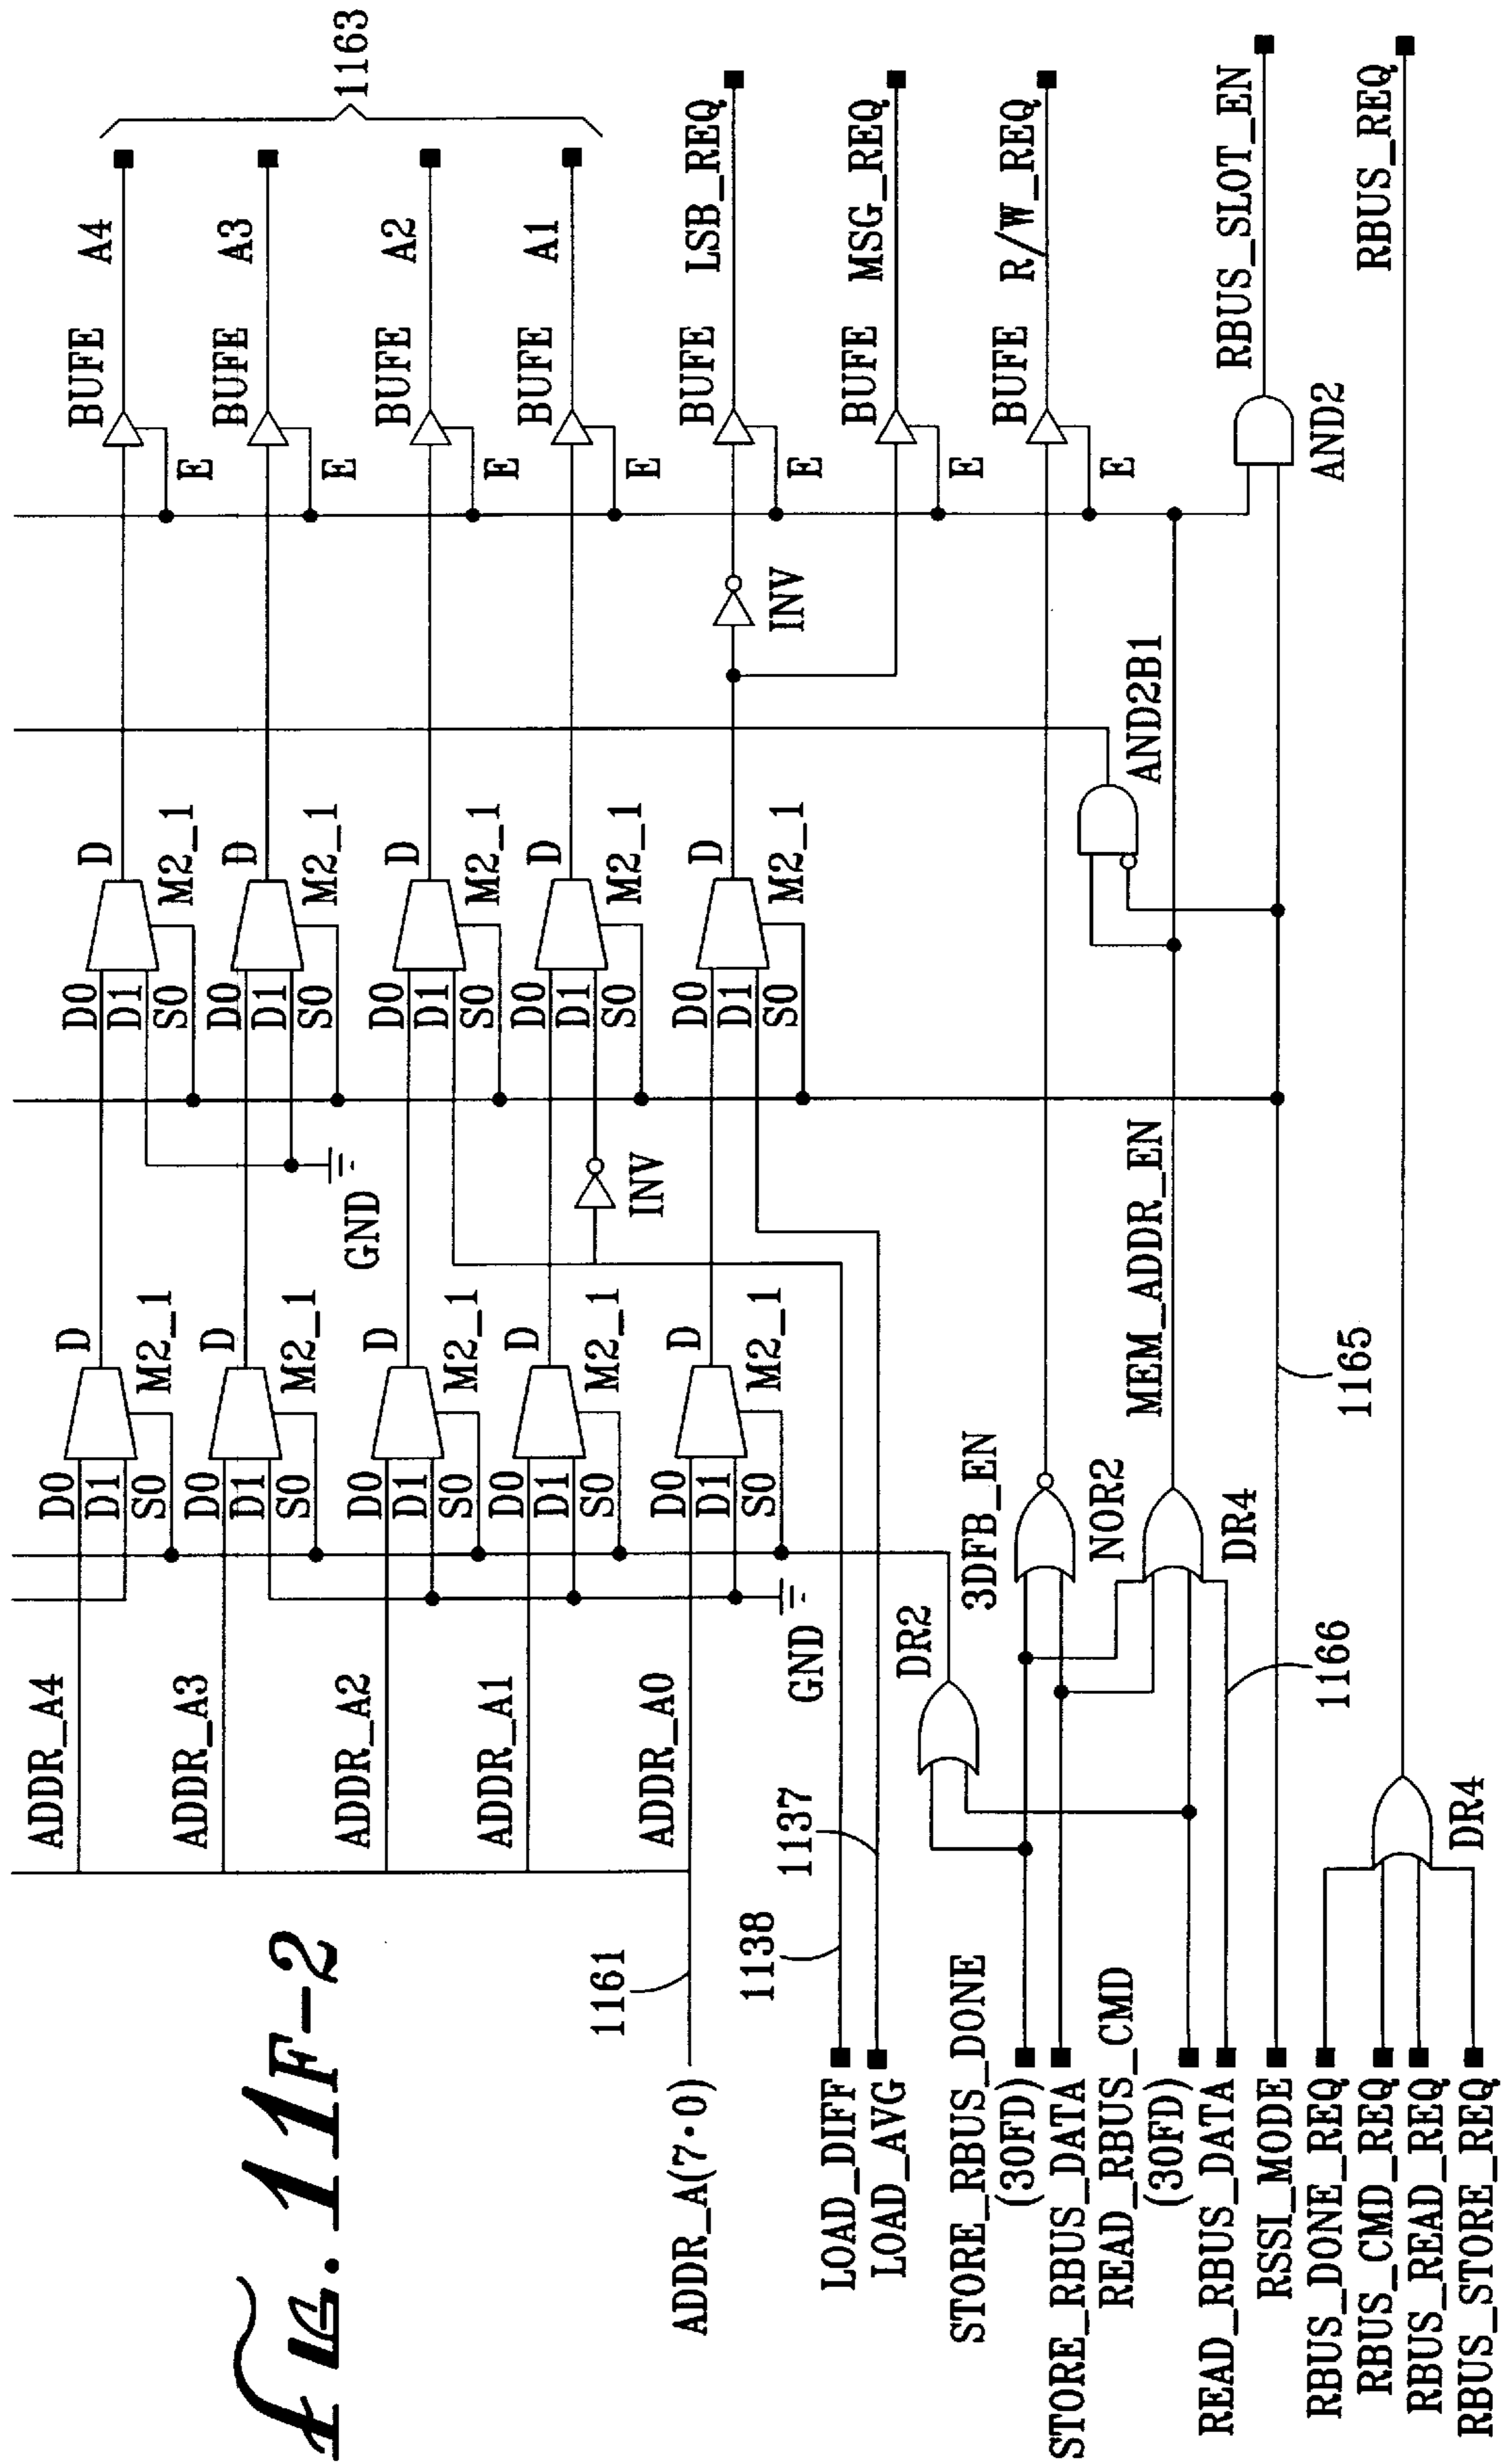 FIG. 11F-2
ADDR_A4
D0
D1
S0
D
M2_1
D0
D1
S0
D
M2_1
BUFE
E
A4
ADDR_A3
D0
D1
S0
D
M2_1
D0
D1
S0
D
M2_1
BUFE
E
A3
GND
1163
ADDR_A2
D0
D1
S0
D
M2_1
D0
D1
S0
D
M2_1
BUFE
E
A2
ADDR_A1
D0
D1
S0
D
M2_1
INV
D0
D1
S0
D
M2_1
BUFE
E
A1
1161
ADDR_A(7·0)
ADDR_A0
D0
D1
S0
D
M2_1
D0
D1
S0
D
M2_1
INV
BUFE
E
LSB_REQ
GND
1138
1137
LOAD_DIFF
LOAD_AVG
BUFE
E
MSG_REQ
DR2
STORE_RBUS_DONE
(30FD)
3DFB_EN
NOR2
BUFE
E
R/W_REQ
STORE_RBUS_DATA
READ_RBUS_CMD
(30FD)
MEM_ADDR_EN
AND2B1
READ_RBUS_DATA
DR4
1166
RSSI_MODE
1165
AND2
RBUS_SLOT_EN
RBUS_DONE_REQ
RBUS_CMD_REQ
RBUS_READ_REQ
RBUS_STORE_REQ
DR4
RBUS_REQ